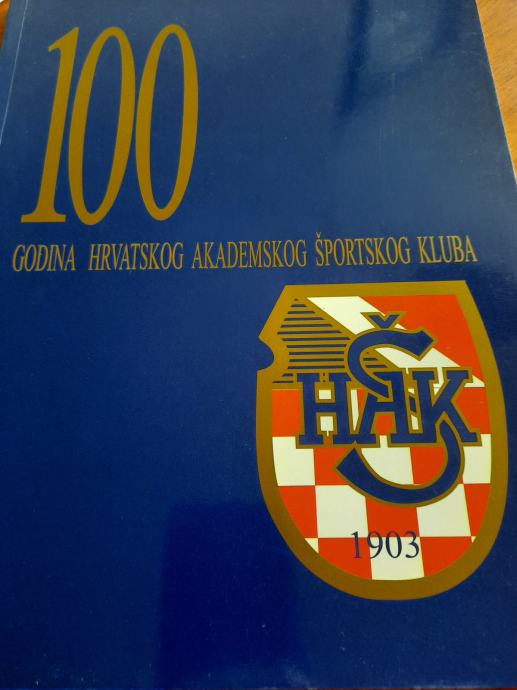 100
GODINA HRVATSKOG AKADEMSKOG ŠPORTSKOG KLUBA
HAŠK
1903